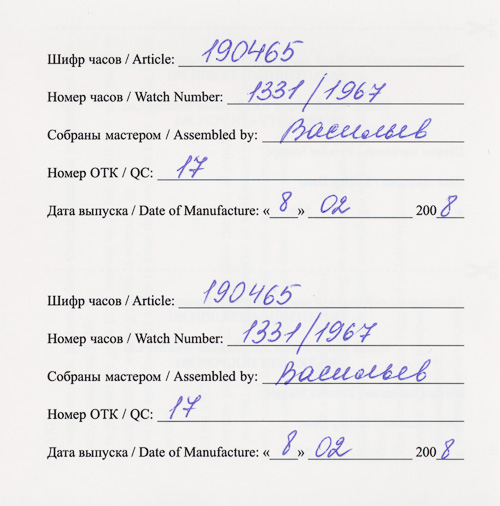 Шифр часов / Article: 190465
Номер часов / Watch Number: 1331/1967
Собраны мастером / Assembled by: Васильев
Номер ОТК / QC: 17
Дата выпуска / Date of Manufacture: «8» 02 2008
Шифр часов / Article: 190465
Номер часов / Watch Number: 1331/1967
Собраны мастером / Assembled by: Васильев
Номер ОТК / QC: 17
Дата выпуска / Date of Manufacture: «8» 02 2008